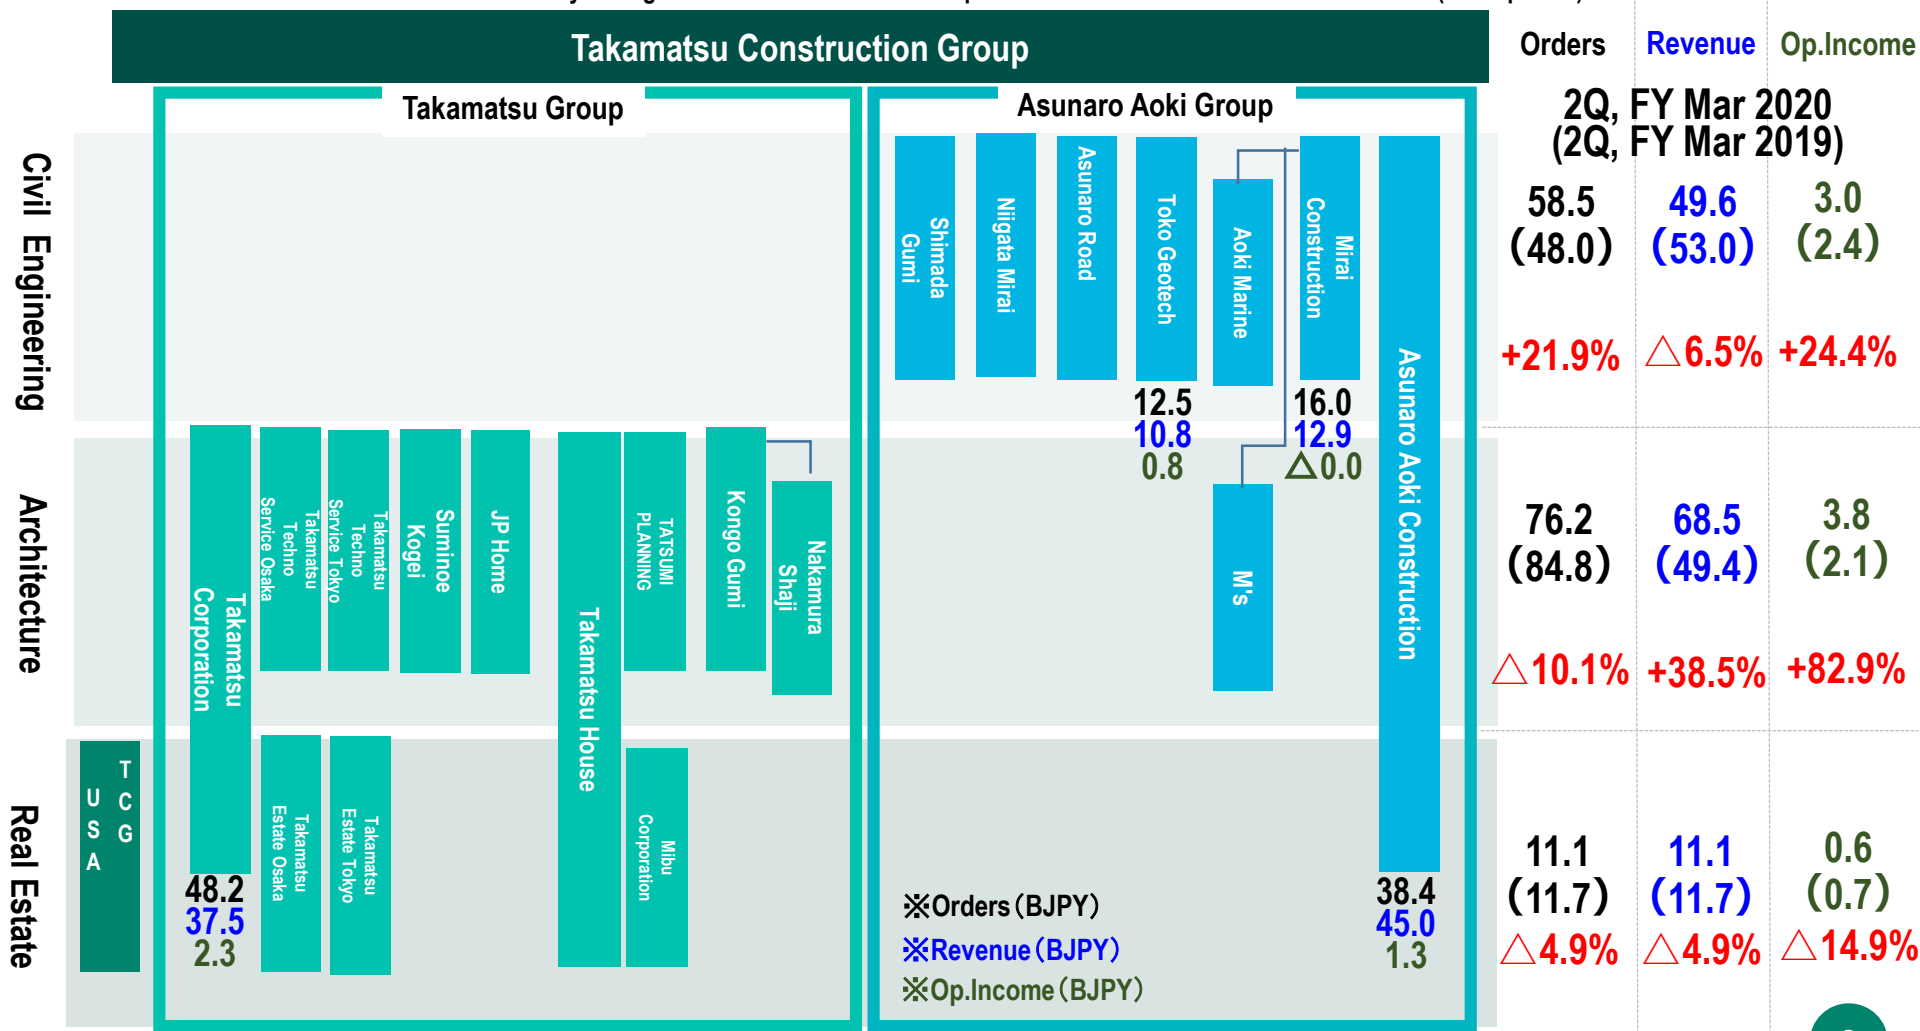 Takamatsu Construction Group
Orders
Revenue
Op.Income
Takamatsu Group
Asunaro Aoki Group
2Q, FY Mar 2020
(2Q, FY Mar 2019)
Civil Engineering
Shimada
Gumi
Niigata Mirai
Asunaro Road
Toko Geotech
Aoki Marine
Mirai
Construction
Asunaro Aoki Construction
12.5
10.8
0.8
16.0
12.9
△0.0
58.5
(48.0)
+21.9%
49.6
(53.0)
△6.5%
3.0
(2.4)
+24.4%
Architecture
Takamatsu
Corporation
Takamatsu
Techno
Service Osaka
Takamatsu
Techno
Service Tokyo
Suminoe
Kogei
JP Home
Takamatsu House
TATSUMI
PLANNING
Kongo Gumi
Nakamura
Shaji
M's
76.2
(84.8)
△10.1%
68.5
(49.4)
+38.5%
3.8
(2.1)
+82.9%
Real Estate
TCG
USA
48.2
37.5
2.3
Takamatsu
Estate Osaka
Takamatsu
Estate Tokyo
Mibu
Corporation
※Orders(BJPY)
※Revenue(BJPY)
※Op.Income(BJPY)
38.4
45.0
1.3
11.1
(11.7)
△4.9%
11.1
(11.7)
△4.9%
0.6
(0.7)
△14.9%